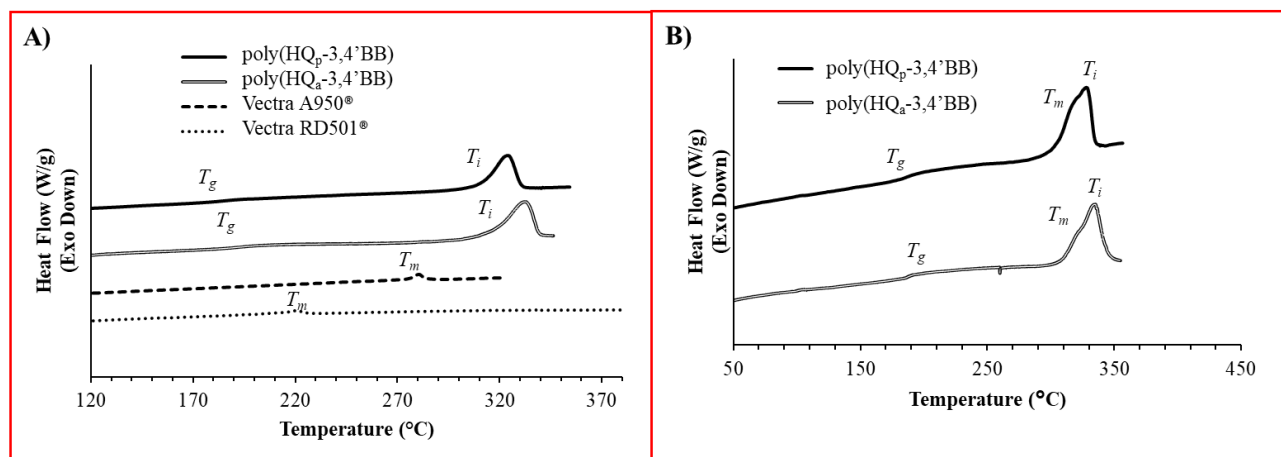 A)
poly(HQp-3,4’BB)
poly(HQa-3,4’BB)
Vectra A950®
Vectra RD501®
Heat Flow (W/g)
(Exo Down)
Tg
Ti
Tg
Ti
Tm
Tm
120 170 220 270 320 370
Temperature (°C)
B)
poly(HQp-3,4’BB)
poly(HQa-3,4’BB)
Heat Flow (W/g)
(Exo Down)
Ti
Tm
Tg
Ti
Tm
Tg
50 150 250 350 450
Temperature (°C)